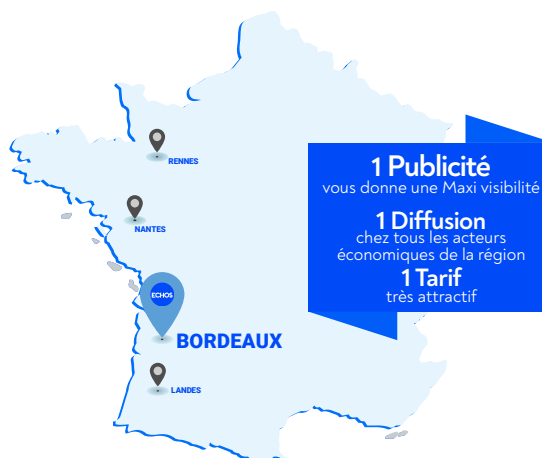 RENNES
NANTES
ECHOS
BORDEAUX
LANDES
1 Publicité
vous donne une Maxi visibilité
1 Diffusion
chez tous les acteurs
économiques de la région
1 Tarif
très attractif